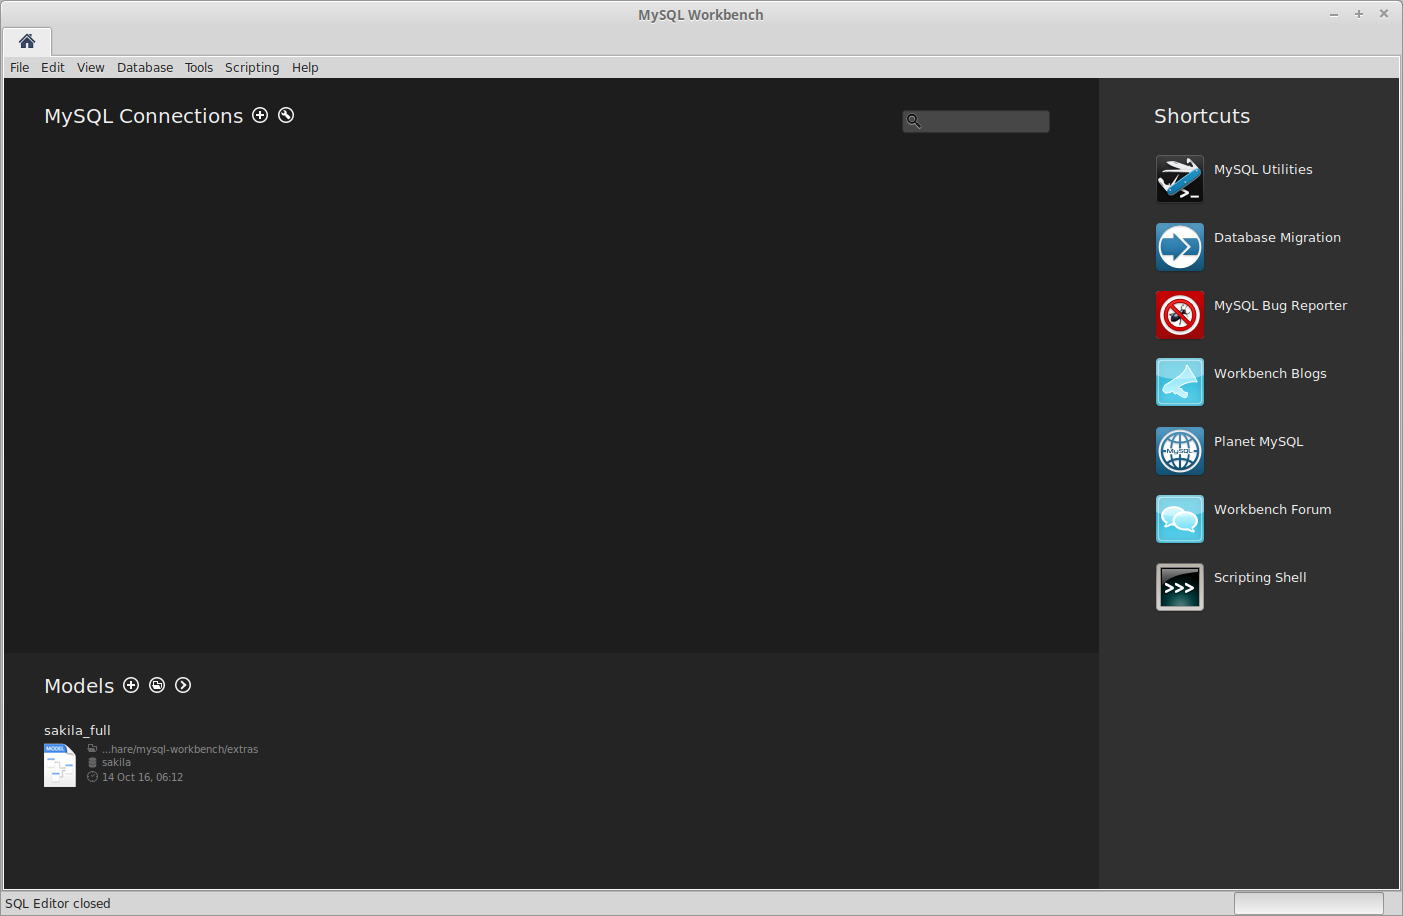 MySQL Workbench
File Edit View Database Tools Scripting Help
MySQL Connections
Shortcuts
MySQL Utilities
Database Migration
MySQL Bug Reporter
Workbench Blogs
MySQL
Planet MySQL
Workbench Forum
>>>
Scripting Shell
Models
sakila_full
MODEL
...hare/mysql-workbench/extras
sakila
14 Oct 16, 06:12
SQL Editor closed